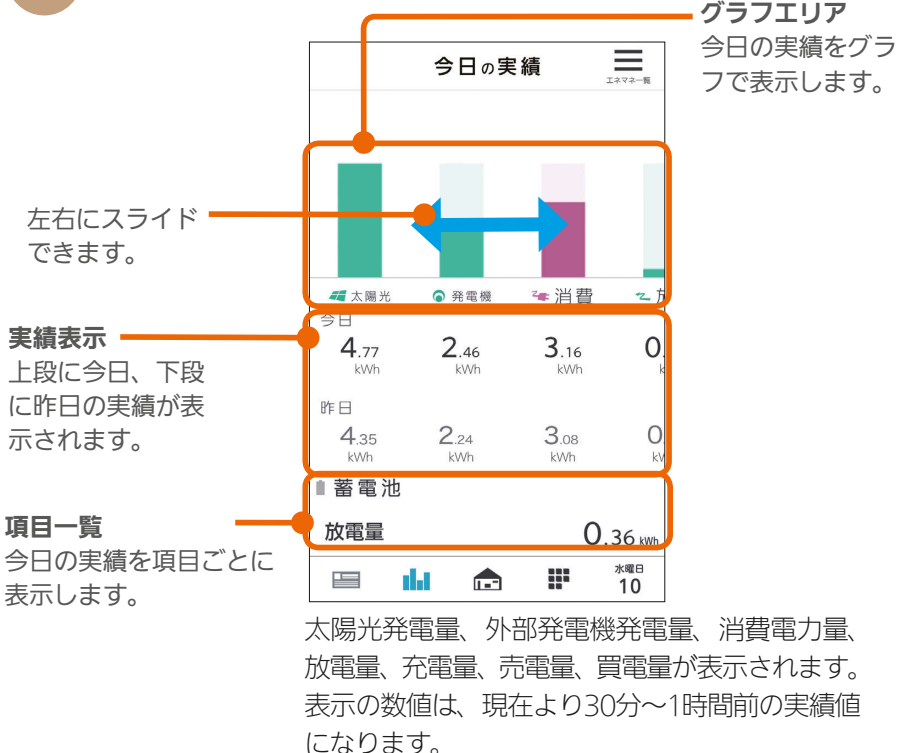 グラフエリア
今日の実績をグラ
フで表示します。
今日の実績
エネマネ一覧
左右にスライド
できます。
太陽光
発電機
消費
実績表示
上段に今日、下段
に昨日の実績が表
示されます。
今日
4.77 2.46 3.16 0.
kWh kWh kWh k
昨日
4.35 2.24 3.08 0
kWh kWh kWh kW
蓄電池
放電量 0.36 kWh
項目一覧
今日の実績を項目ごとに
表示します。
水曜日
10
太陽光発電量、外部発電機発電量、消費電力量、
放電量、充電量、売電量、買電量が表示されます。
表示の数値は、現在より30分～1時間前の実績値
になります。